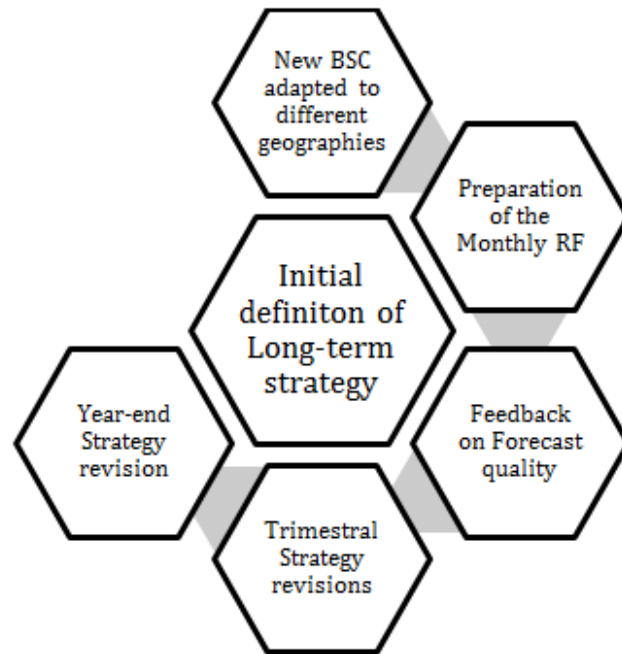 New BSC
adapted to
different
geographies
Preparation
of the
Monthly RF
Initial
definiton of
Long-term
strategy
Year-end
Strategy
revision
Feedback
on Forecast
quality
Trimestral
Strategy
revisions